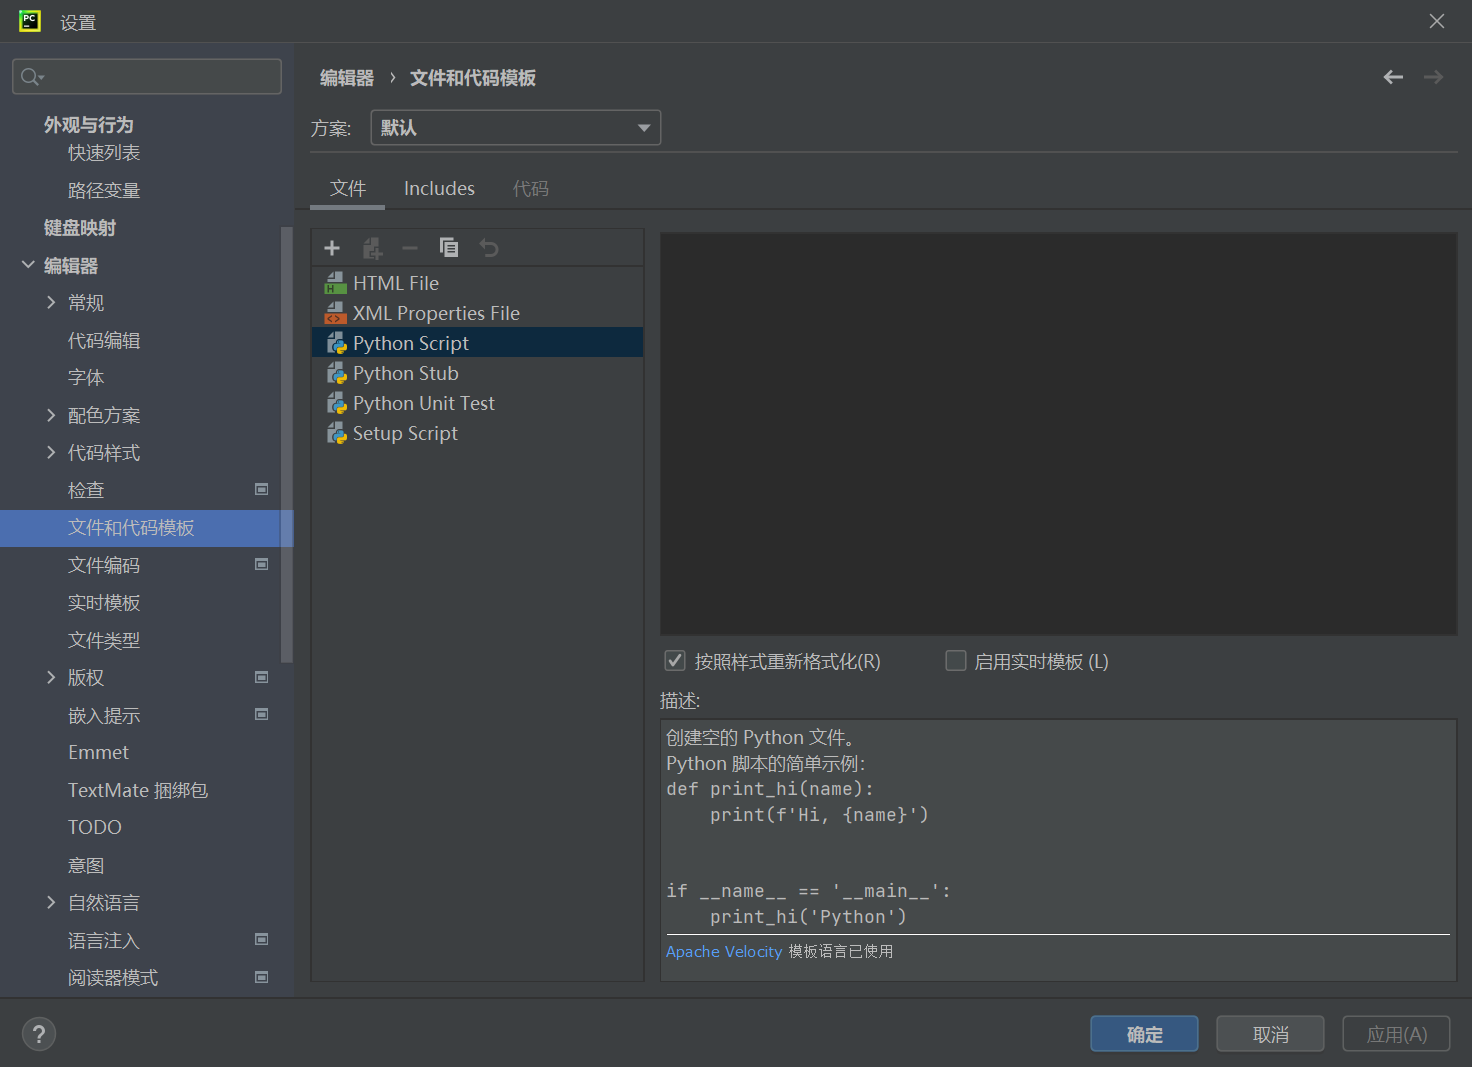 PC
设置
外观与行为
快速列表
路径变量
键盘映射
编辑器
常规
代码编辑
字体
配色方案
代码样式
检查
文件和代码模板
文件编码
实时模板
文件类型
版权
嵌入提示
Emmet
TextMate 捆绑包
TODO
意图
自然语言
语言注入
阅读器模式
编辑器 › 文件和代码模板
方案: 默认
文件 Includes 代码
HTML File
XML Properties File
Python Script
Python Stub
Python Unit Test
Setup Script
按照样式重新格式化(R) 启用实时模板 (L)
描述:
创建空的 Python 文件。
Python 脚本的简单示例:
def print_hi(name):
    print(f'Hi, {name}')
if __name__ == '__main__':
    print_hi('Python')
Apache Velocity 模板语言已使用
? 确定 取消 应用(A)